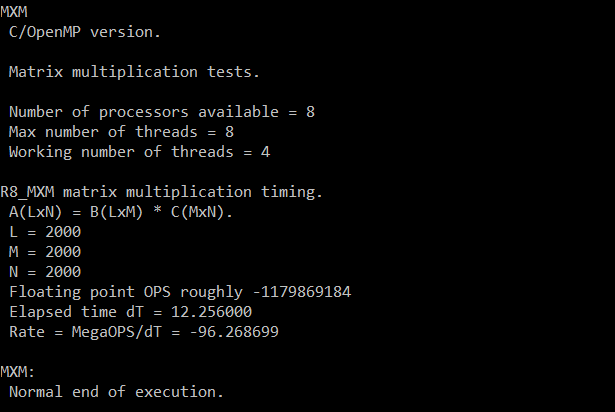 MXM
C/OpenMP version.
Matrix multiplication tests.
Number of processors available = 8
Max number of threads = 8
Working number of threads = 4
R8_MXM matrix multiplication timing.
A(LxN) = B(LxM) * C(MxN).
L = 2000
M = 2000
N = 2000
Floating point OPS roughly -1179869184
Elapsed time dT = 12.256000
Rate = MegaOPS/dT = -96.268699
MXM:
Normal end of execution.